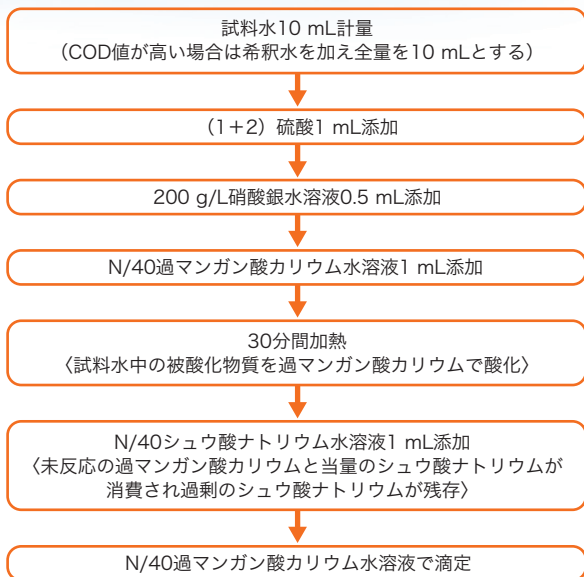 試料水10 mL計量
（COD値が高い場合は希釈水を加え全量を10 mLとする）
（1＋2）硫酸1 mL添加
200 g/L硝酸銀水溶液0.5 mL添加
N/40過マンガン酸カリウム水溶液1 mL添加
30分間加熱
〈試料水中の被酸化物質を過マンガン酸カリウムで酸化〉
N/40シュウ酸ナトリウム水溶液1 mL添加
〈未反応の過マンガン酸カリウムと当量のシュウ酸ナトリウムが
消費され過剰のシュウ酸ナトリウムが残存〉
N/40過マンガン酸カリウム水溶液で滴定